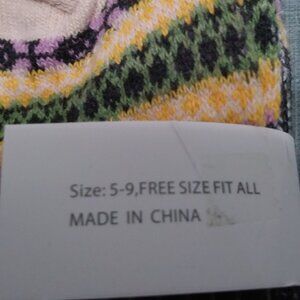 Size: 5-9,FREE SIZE FIT ALL
MADE IN CHINA